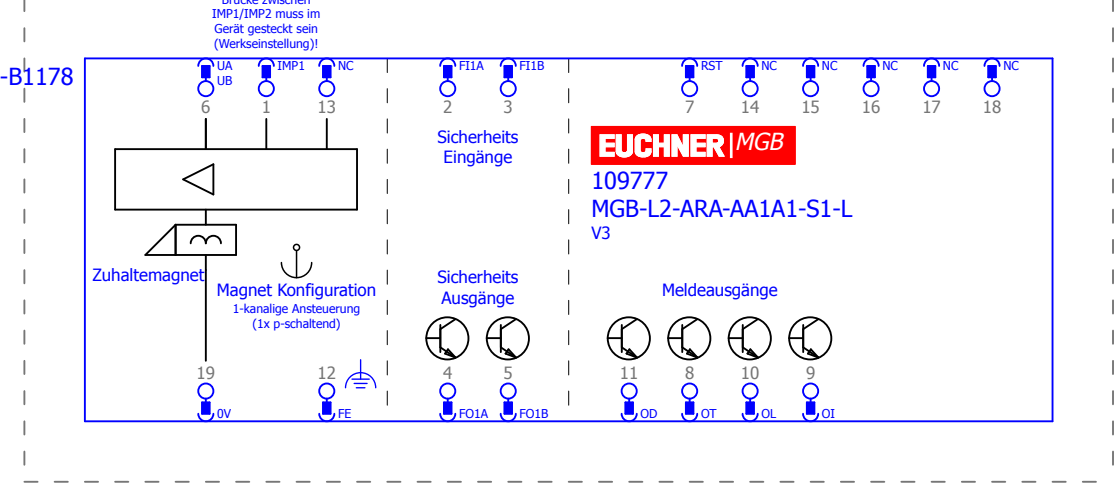 Brücke zwischen
IMP1/IMP2 muss im
Gerät gesteckt sein
(Werkseinstellung)!
-B1178
UA
UB
IMP1
NC
FI1A
FI1B
RST
NC
NC
NC
NC
NC
6
1
13
2
3
7
14
15
16
17
18
Sicherheits
Eingänge
EUCHNER MGB
109777
MGB-L2-ARA-AA1A1-S1-L
V3
Zuhaltemagnet
Magnet Konfiguration
1-kanalige Ansteuerung
(1x p-schaltend)
Sicherheits
Ausgänge
Meldeausgänge
19
12
4
5
11
8
10
9
0V
FE
FO1A
FO1B
OD
OT
OL
OI